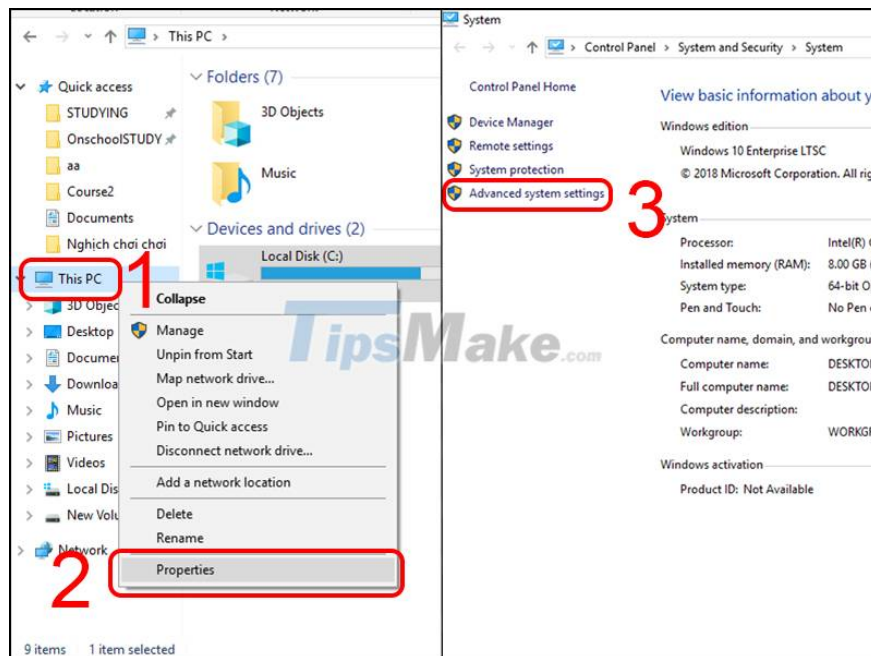 This PC
Quick access
STUDYING
OnschoolSTUDY
aa
Course2
Documents
Nghịch chơi chơi
This PC
3D Objec
Desktop
Docume
Downloa
Music
Pictures
Videos
Local Dis
New Volu
Network
9 items 1 item selected
Folders (7)
3D Objects
Music
Devices and drives (2)
Local Disk (C:)
1
Collapse
Manage
Unpin from Start
Map network drive...
Open in new window
Pin to Quick access
Disconnect network drive...
Add a network location
Delete
Rename
Properties
2
TipsMake.com
System
Control Panel > System and Security > System
Control Panel Home
Device Manager
Remote settings
System protection
Advanced system settings
3
View basic information about y
Windows edition
Windows 10 Enterprise LTSC
© 2018 Microsoft Corporation. All rig
System
Processor: Intel(R)
Installed memory (RAM): 8.00 GB
System type: 64-bit O
Pen and Touch: No Pen
Computer name, domain, and workgrou
Computer name: DESKTO
Full computer name: DESKTO
Computer description:
Workgroup: WORKG
Windows activation
Product ID: Not Available